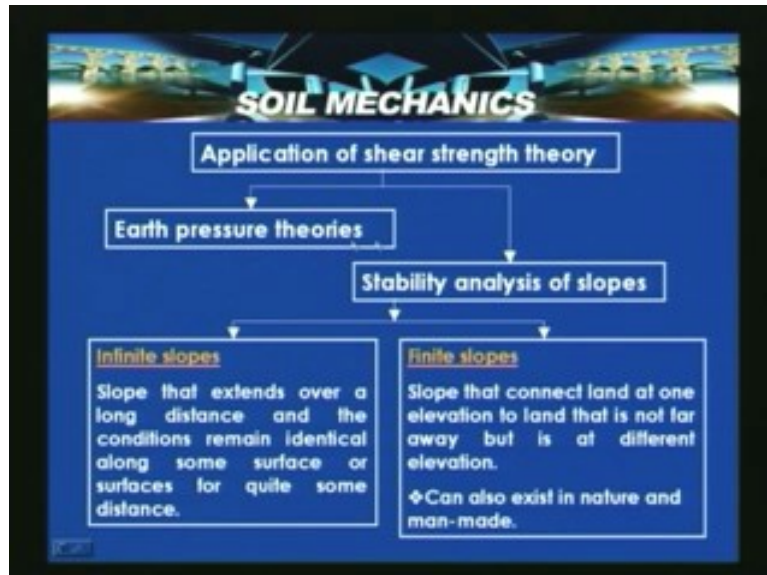 SOIL MECHANICS
Application of shear strength theory
Earth pressure theories
Stability analysis of slopes
Infinite slopes
Slope that extends over a
long distance and the
conditions remain identical
along some surface or
surfaces for quite some
distance.
Finite slopes
Slope that connect land at one
elevation to land that is not far
away but is at different
elevation.
❖Can also exist in nature and
man-made.